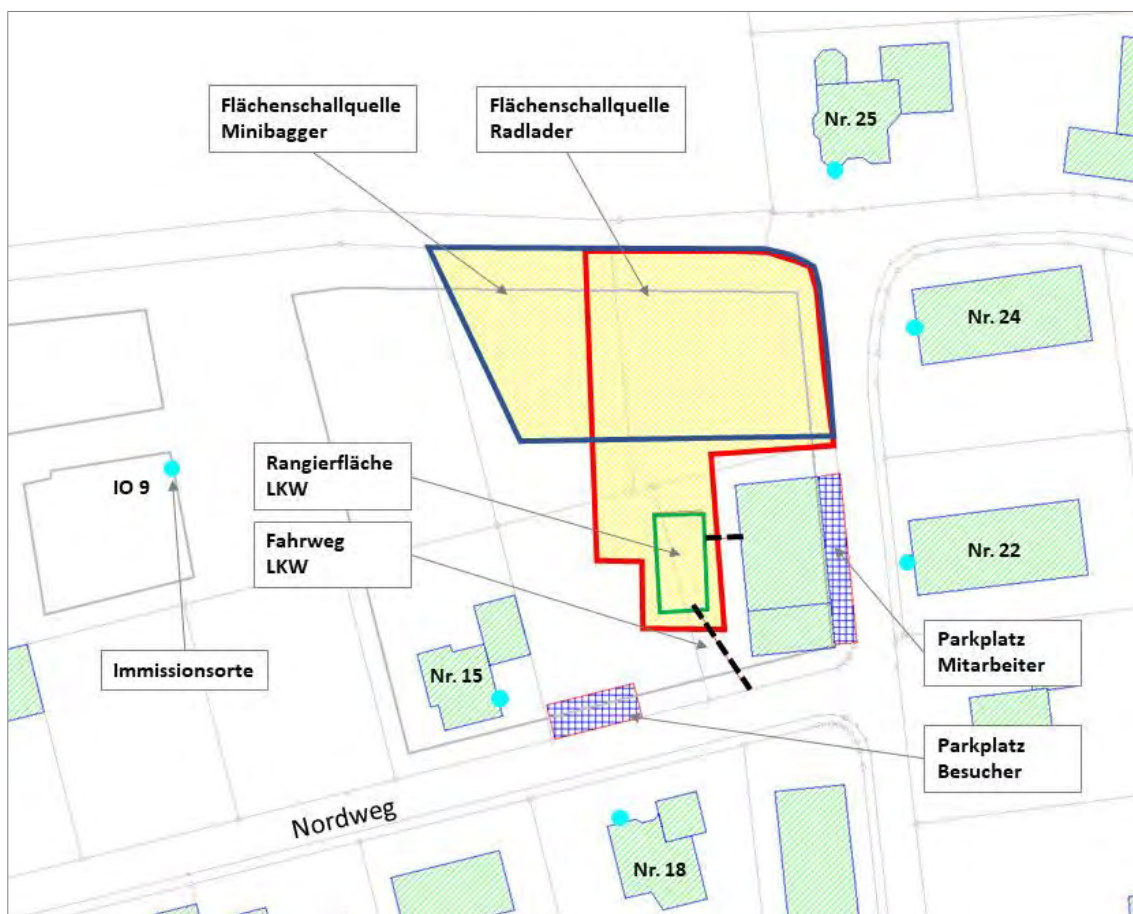 Flächenschallquelle
Minibagger
Flächenschallquelle
Radlader
Nr. 25
Nr. 24
Rangierfläche
LKW
IO 9
Fahrweg
LKW
Nr. 22
Immissionsorte
Nr. 15
Parkplatz
Mitarbeiter
Parkplatz
Besucher
Nordweg
Nr. 18